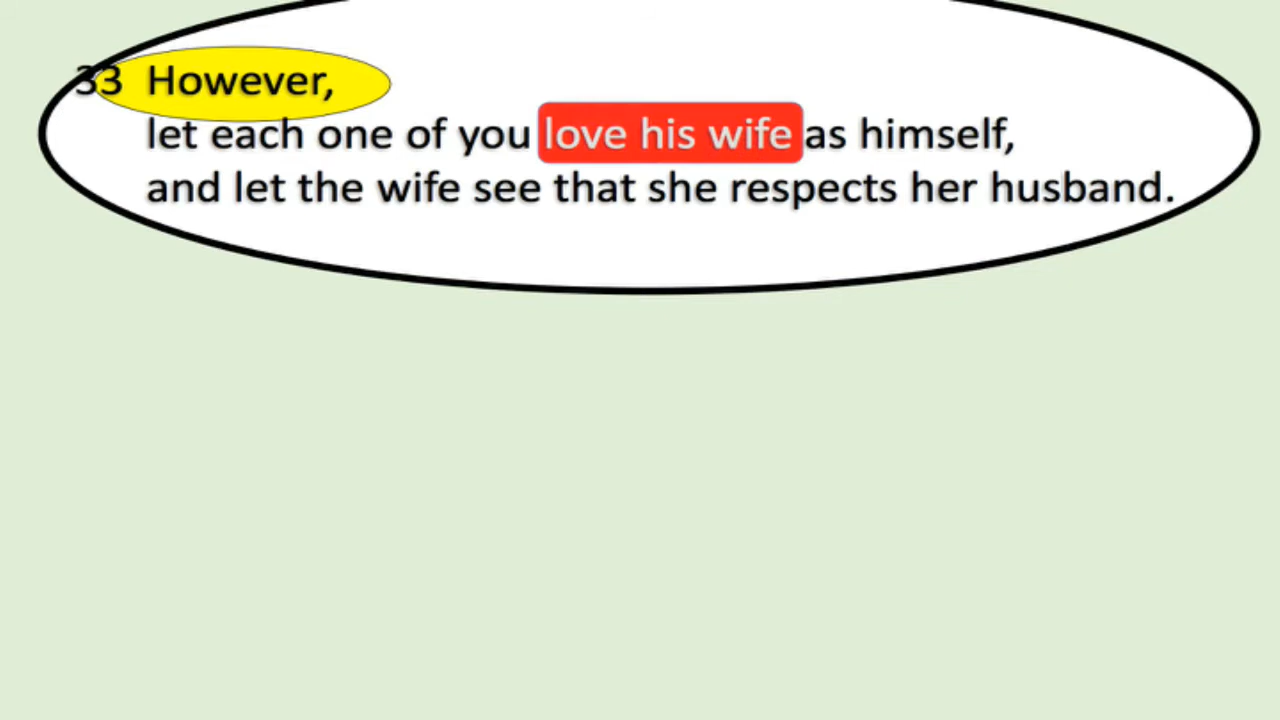 33 However,
let each one of you love his wife as himself,
and let the wife see that she respects her husband.